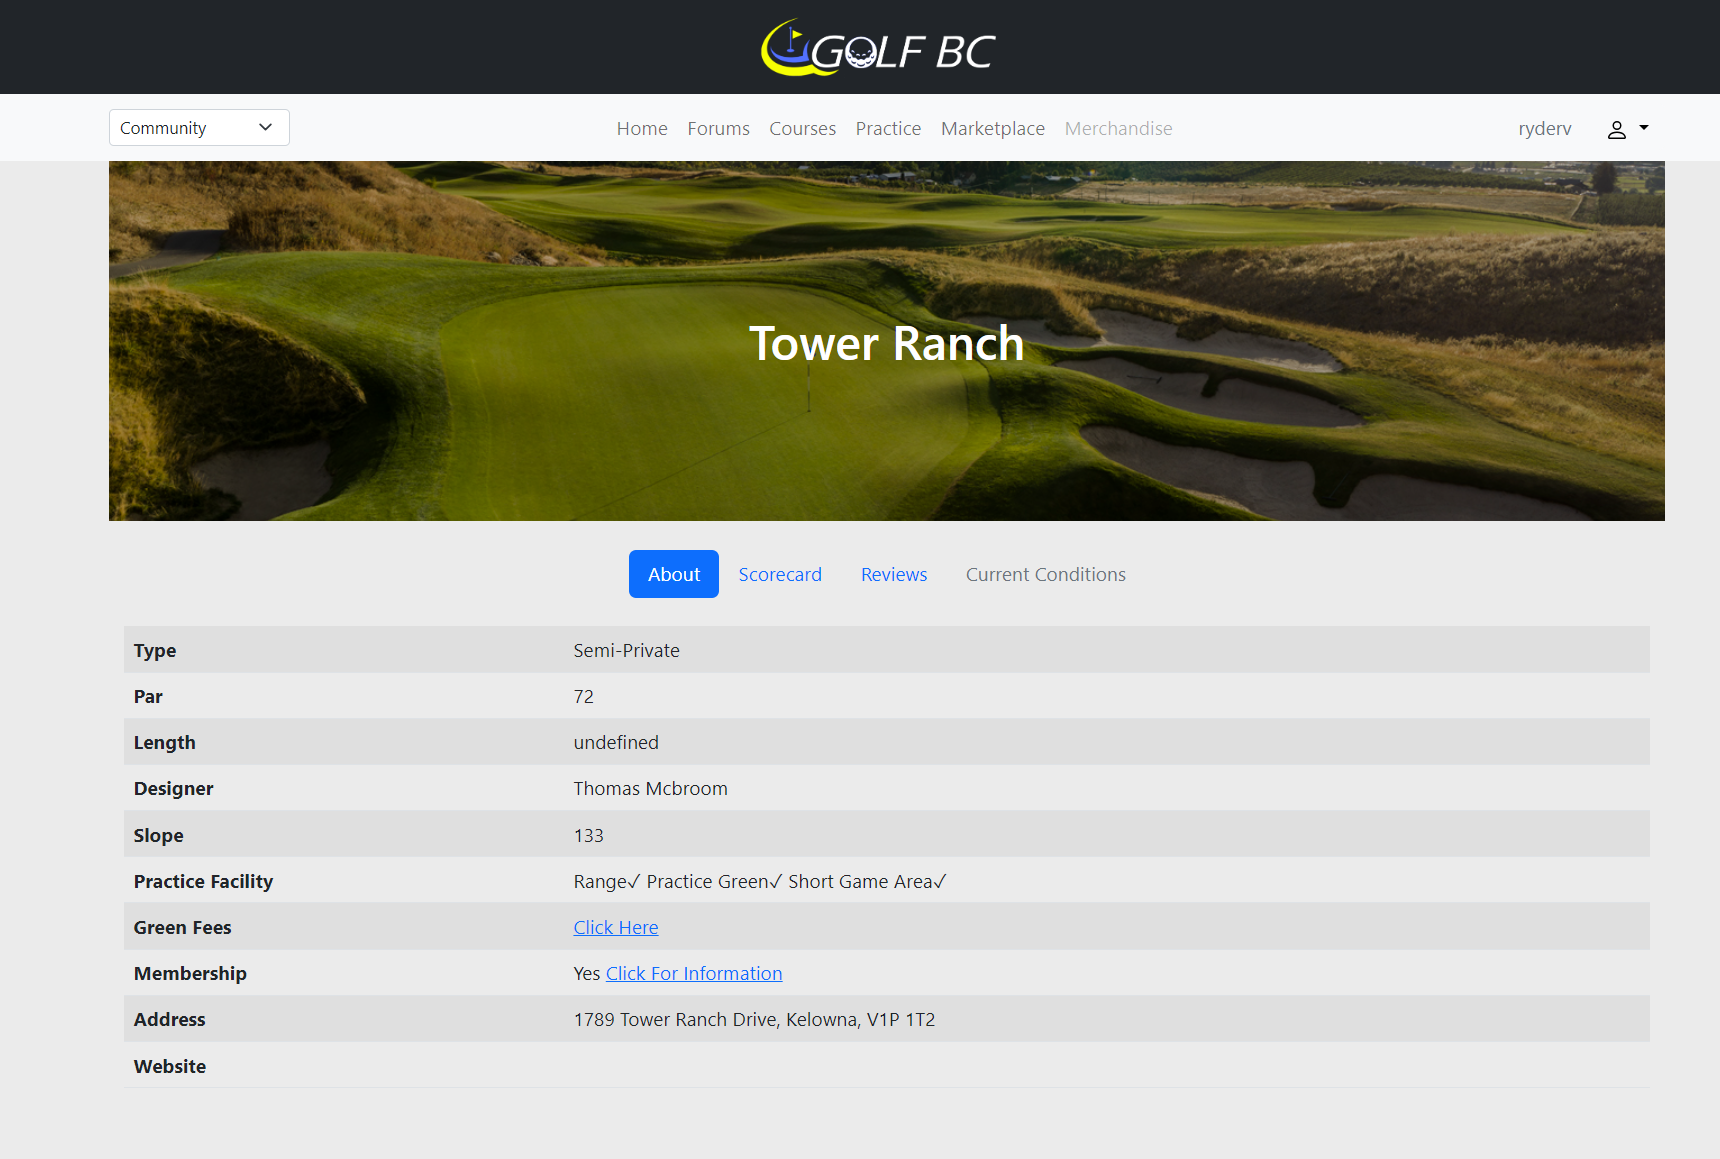 GOLF BC
Community
Home Forums Courses Practice Marketplace Merchandise
ryderv
Tower Ranch
About Scorecard Reviews Current Conditions
Type Semi-Private
Par 72
Length undefined
Designer Thomas Mcbroom
Slope 133
Practice Facility Range✓ Practice Green✓ Short Game Area✓
Green Fees Click Here
Membership Yes Click For Information
Address 1789 Tower Ranch Drive, Kelowna, V1P 1T2
Website